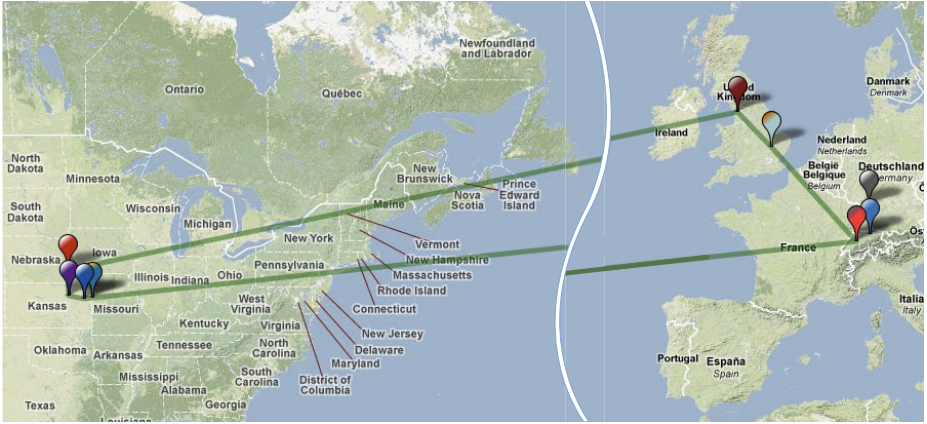 Newfoundland
and Labrador
Ontario
Québec
North
Dakota
Minnesota
New
Brunswick
Prince
Edward
Island
Nova
Scotia
Maine
South
Dakota
Wisconsin
Michigan
New York
Vermont
New Hampshire
Massachusetts
Rhode Island
Connecticut
Nebraska
Iowa
Illinois
Indiana
Ohio
Pennsylvania
Kansas
Missouri
West
Virginia
Virginia
New Jersey
Delaware
Maryland
District of
Columbia
Kentucky
Oklahoma
Arkansas
Tennessee
North
Carolina
Mississippi
Alabama
South
Carolina
Texas
Georgia
Louisiana
United
Kingdom
Ireland
Danmark
Denmark
Nederland
Netherlands
België
Belgique
Belgium
Deutschland
Germany
France
Öst
Italia
Italy
Portugal
España
Spain